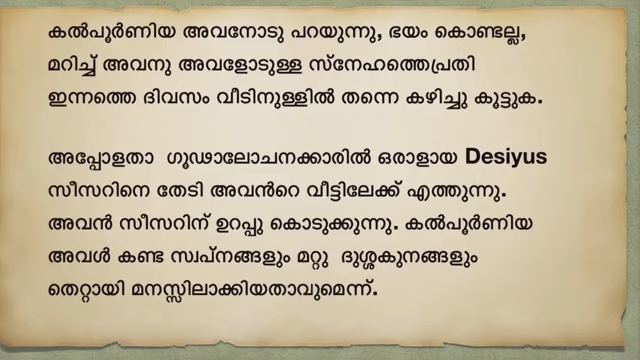 കൽപൂർണിയ അവനോടു പറയുന്നു, ഭയം കൊണ്ടല്ല,
മറിച്ച് അവനു അവളോടുള്ള സ്നേഹത്തെപ്രതി
ഇന്നത്തെ ദിവസം വീടിനുള്ളിൽ തന്നെ കഴിച്ചു കൂട്ടുക.
അപ്പോളതാ ഗൂഢാലോചനക്കാരിൽ ഒരാളായ Desiyus
സീസറിനെ തേടി അവൻറെ വീട്ടിലേക്ക് എത്തുന്നു.
അവൻ സീസറിന് ഉറപ്പു കൊടുക്കുന്നു. കൽപൂർണിയ
അവൾ കണ്ട സ്വപ്നങ്ങളും മറ്റു ദുശ്ശകുനങ്ങളും
തെറ്റായി മനസ്സിലാക്കിയതാവുമെന്ന്.